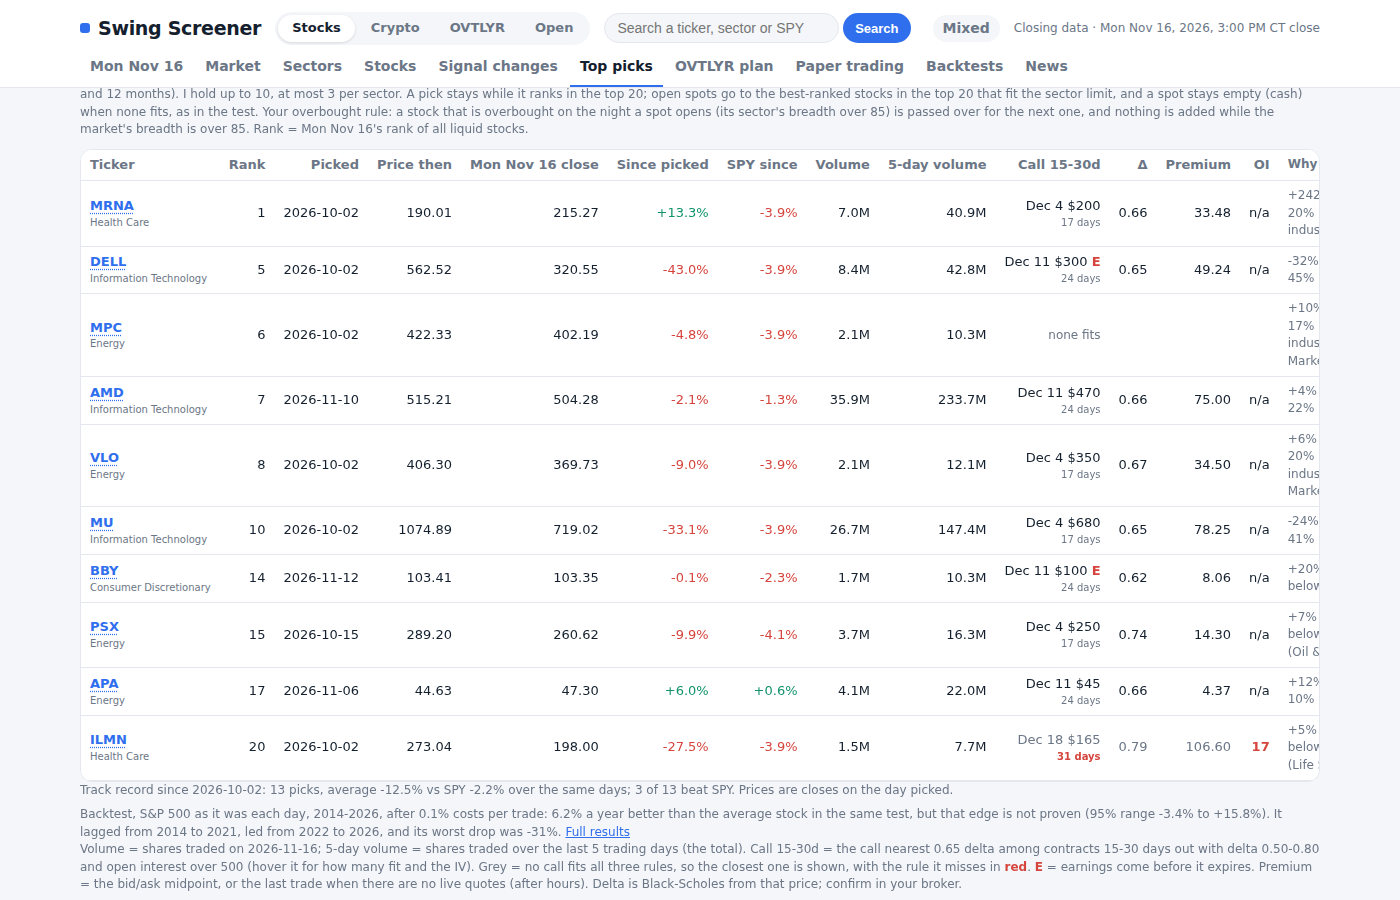 Swing Screener
Stocks Crypto OVTLYR Open
Search a ticker, sector or SPY
Search
Mixed
Closing data · Mon Nov 16, 2026, 3:00 PM CT close
Mon Nov 16 Market Sectors Stocks Signal changes Top picks OVTLYR plan Paper trading Backtests News
and 12 months). I hold up to 10, at most 3 per sector. A pick stays while it ranks in the top 20; open spots go to the best-ranked stocks in the top 20 that fit the sector limit, and a spot stays empty (cash)
when none fits, as in the test. Your overbought rule: a stock that is overbought on the night a spot opens (its sector's breadth over 85) is passed over for the next one, and nothing is added while the
market's breadth is over 85. Rank = Mon Nov 16's rank of all liquid stocks.
Ticker Rank Picked Price then Mon Nov 16 close Since picked SPY since Volume 5-day volume Call 15-30d Δ Premium OI Why
MRNA 1 2026-10-02 190.01 215.27 +13.3% -3.9% 7.0M 40.9M Dec 4 $200 0.66 33.48 n/a +242
Health Care 17 days 20%
indus
DELL 5 2026-10-02 562.52 320.55 -43.0% -3.9% 8.4M 42.8M Dec 11 $300 E 0.65 49.24 n/a -32%
Information Technology 24 days 45%
MPC 6 2026-10-02 422.33 402.19 -4.8% -3.9% 2.1M 10.3M none fits +10%
Energy 17%
indus
Marke
AMD 7 2026-11-10 515.21 504.28 -2.1% -1.3% 35.9M 233.7M Dec 11 $470 0.66 75.00 n/a +4%
Information Technology 24 days 22%
VLO 8 2026-10-02 406.30 369.73 -9.0% -3.9% 2.1M 12.1M Dec 4 $350 0.67 34.50 n/a +6%
Energy 17 days 20%
indus
Marke
MU 10 2026-10-02 1074.89 719.02 -33.1% -3.9% 26.7M 147.4M Dec 4 $680 0.65 78.25 n/a -24%
Information Technology 17 days 41%
BBY 14 2026-11-12 103.41 103.35 -0.1% -2.3% 1.7M 10.3M Dec 11 $100 E 0.62 8.06 n/a +20%
Consumer Discretionary 24 days below
PSX 15 2026-10-15 289.20 260.62 -9.9% -4.1% 3.7M 16.3M Dec 4 $250 0.74 14.30 n/a +7%
Energy 17 days below
(Oil &
APA 17 2026-11-06 44.63 47.30 +6.0% +0.6% 4.1M 22.0M Dec 11 $45 0.66 4.37 n/a +12%
Energy 24 days 10%
ILMN 20 2026-10-02 273.04 198.00 -27.5% -3.9% 1.5M 7.7M Dec 18 $165 0.79 106.60 17 +5%
Health Care 31 days below
(Life
Track record since 2026-10-02: 13 picks, average -12.5% vs SPY -2.2% over the same days; 3 of 13 beat SPY. Prices are closes on the day picked.
Backtest, S&P 500 as it was each day, 2014-2026, after 0.1% costs per trade: 6.2% a year better than the average stock in the same test, but that edge is not proven (95% range -3.4% to +15.8%). It
lagged from 2014 to 2021, led from 2022 to 2026, and its worst drop was -31%. Full results
Volume = shares traded on 2026-11-16; 5-day volume = shares traded over the last 5 trading days (the total). Call 15-30d = the call nearest 0.65 delta among contracts 15-30 days out with delta 0.50-0.80
and open interest over 500 (hover it for how many fit and the IV). Grey = no call fits all three rules, so the closest one is shown, with the rule it misses in red. E = earnings come before it expires. Premium
= the bid/ask midpoint, or the last trade when there are no live quotes (after hours). Delta is Black-Scholes from that price; confirm in your broker.